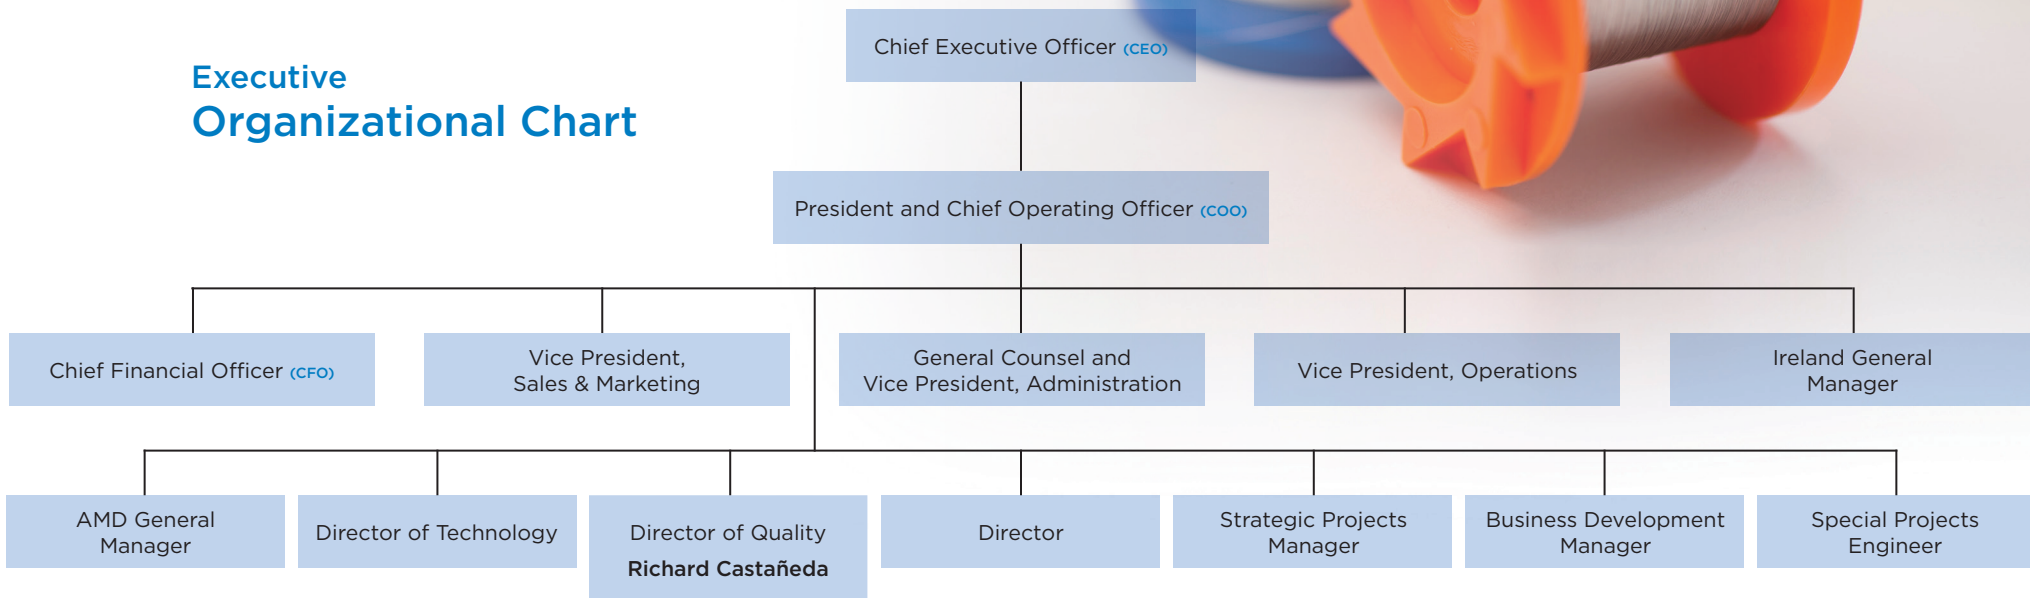 Executive
Organizational Chart
Chief Executive Officer (CEO)
President and Chief Operating Officer (COO)
Chief Financial Officer (CFO)
Vice President,
Sales & Marketing
General Counsel and
Vice President, Administration
Vice President, Operations
Ireland General
Manager
AMD General
Manager
Director of Technology
Director of Quality
Richard Castañeda
Director
Strategic Projects
Manager
Business Development
Manager
Special Projects
Engineer